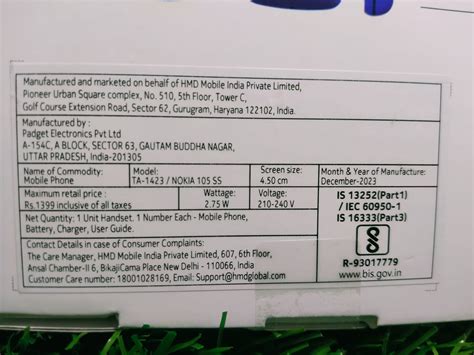 Manufactured and marketed on behalf of HMD Mobile India Private Limited,
Pioneer Urban Square complex, No. 510, 5th Floor, Tower C,
Golf Course Extension Road, Sector 62, Gurugram, Haryana 122102, India.
Manufactured by :
Padget Electronics Pvt Ltd
A-154C, A BLOCK, SECTOR 63, GAUTAM BUDDHA NAGAR,
UTTAR PRADESH, India-201305
Name of Commodity:
Mobile Phone
Model:
TA-1423 / NOKIA 105 SS
Screen size:
4.50 cm
Month & Year of Manufacture:
December-2023
Maximum retail price :
Rs.1399 inclusive of all taxes
Wattage:
2.75 W
Voltage:
210-240 V
IS 13252(Part1)
/ IEC 60950-1
IS 16333(Part3)
R-93017779
www.bis.gov.in
Net Quantity: 1 Unit Handset. 1 Number Each - Mobile Phone,
Battery, Charger, User Guide.
Contact Details in case of Consumer Complaints:
The Care Manager, HMD Mobile India Private Limited, 607, 6th Floor,
Ansal Chamber-II 6, BikajiCama Place New Delhi - 110066, India
Customer Care number: 18001028169, Email: Support@hmdglobal.com